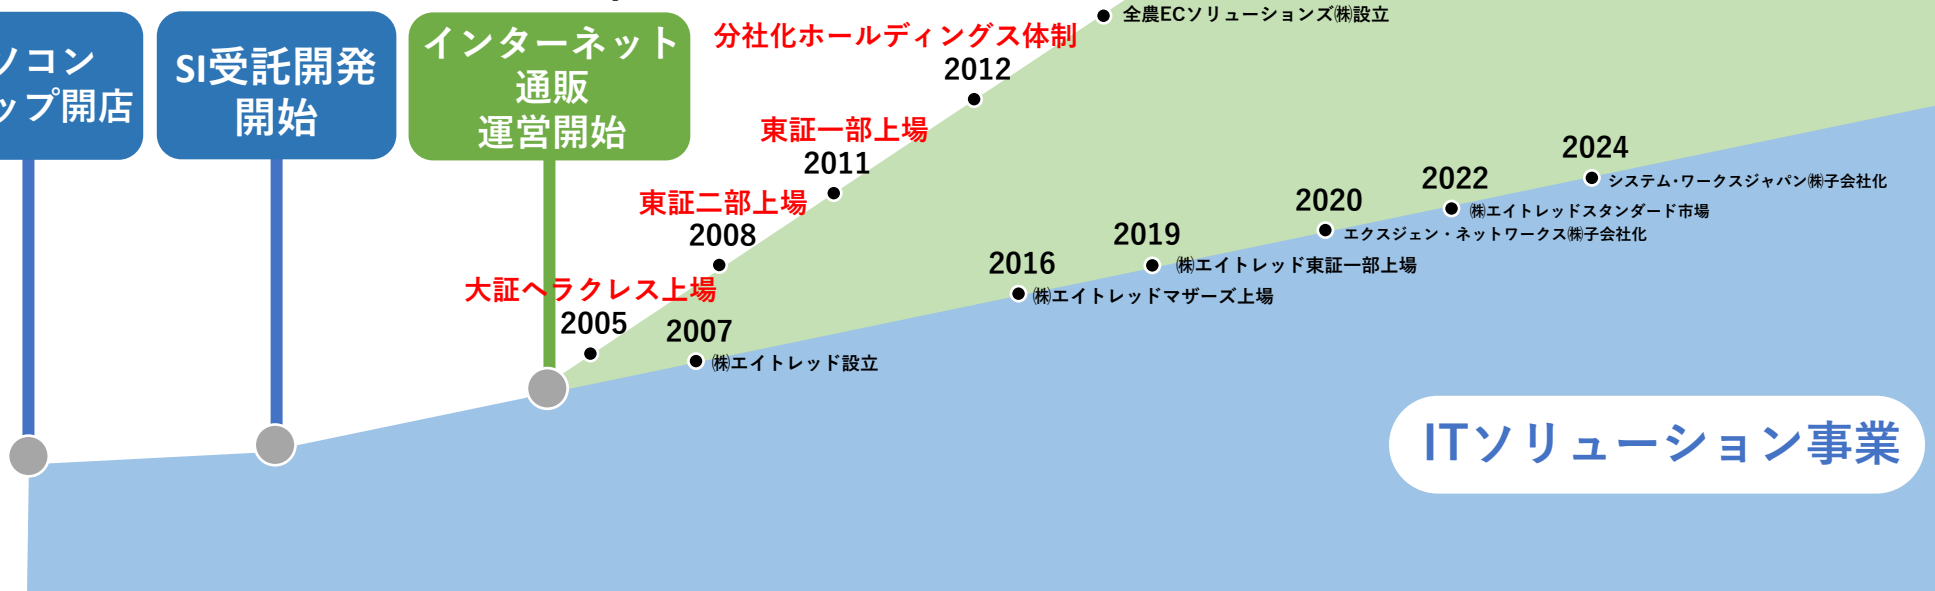 ソコン
ップ開店
SI受託開発
開始
インターネット
通販
運営開始
全農ECソリューションズ㈱設立
分社化ホールディングス体制
2012
東証一部上場
2011
東証二部上場
2008
大証ヘラクレス上場
2005
2007
㈱エイトレッド設立
2016
㈱エイトレッドマザーズ上場
2019
㈱エイトレッド東証一部上場
2020
エクスジェン・ネットワークス㈱子会社化
2022
㈱エイトレッドスタンダード市場
2024
システム・ワークスジャパン㈱子会社化
ITソリューション事業